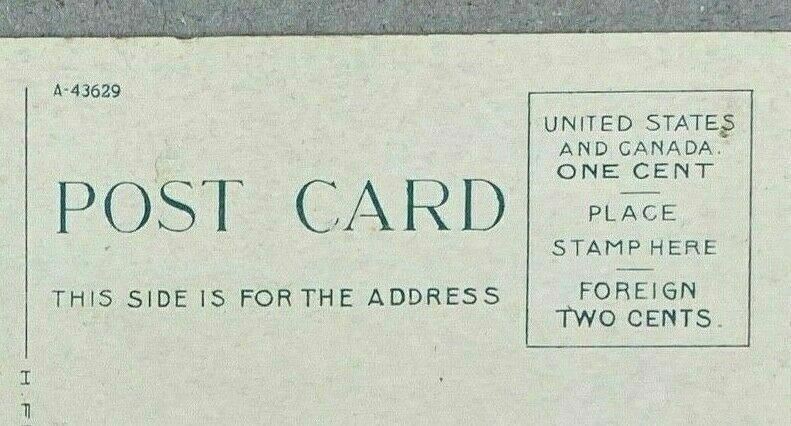 A-43629
POST CARD
THIS SIDE IS FOR THE ADDRESS
UNITED STATES
AND CANADA.
ONE CENT
PLACE
STAMP HERE
FOREIGN
TWO CENTS.